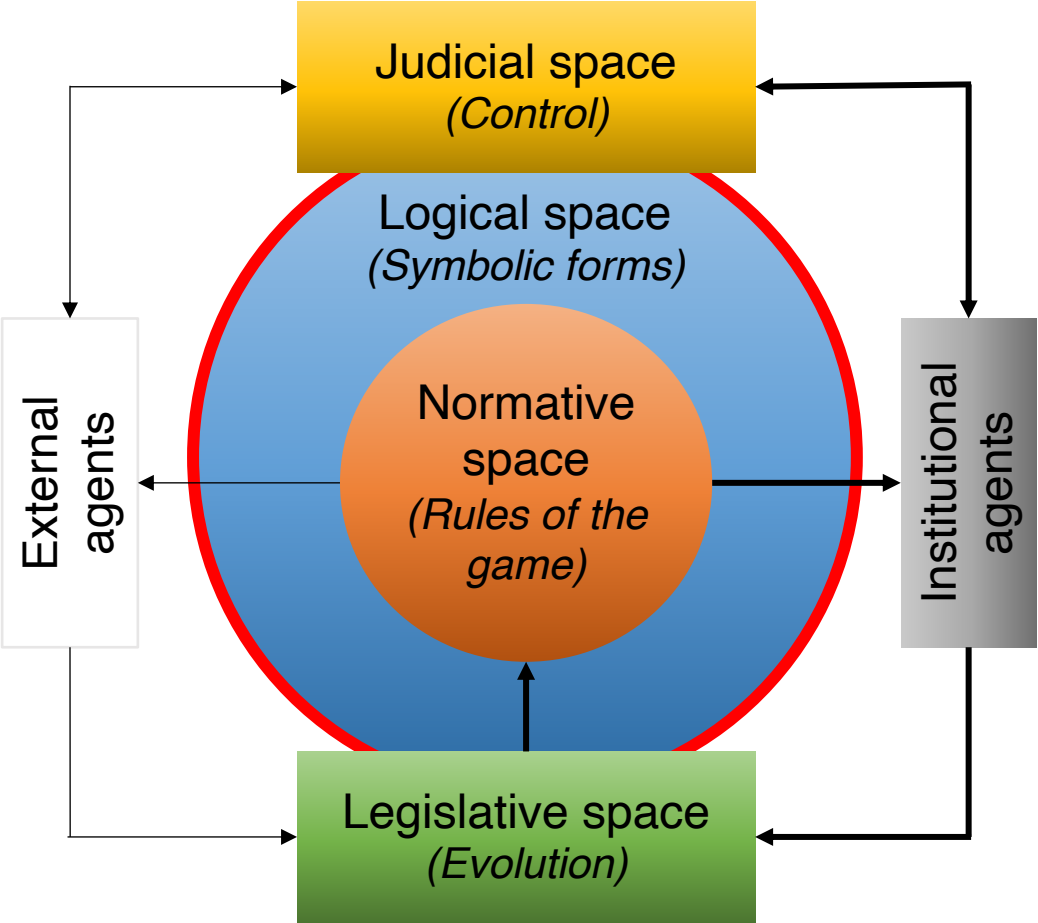 Judicial space
(Control)
Logical space
(Symbolic forms)
Normative
space
(Rules of the
game)
External
agents
Institutional
agents
Legislative space
(Evolution)